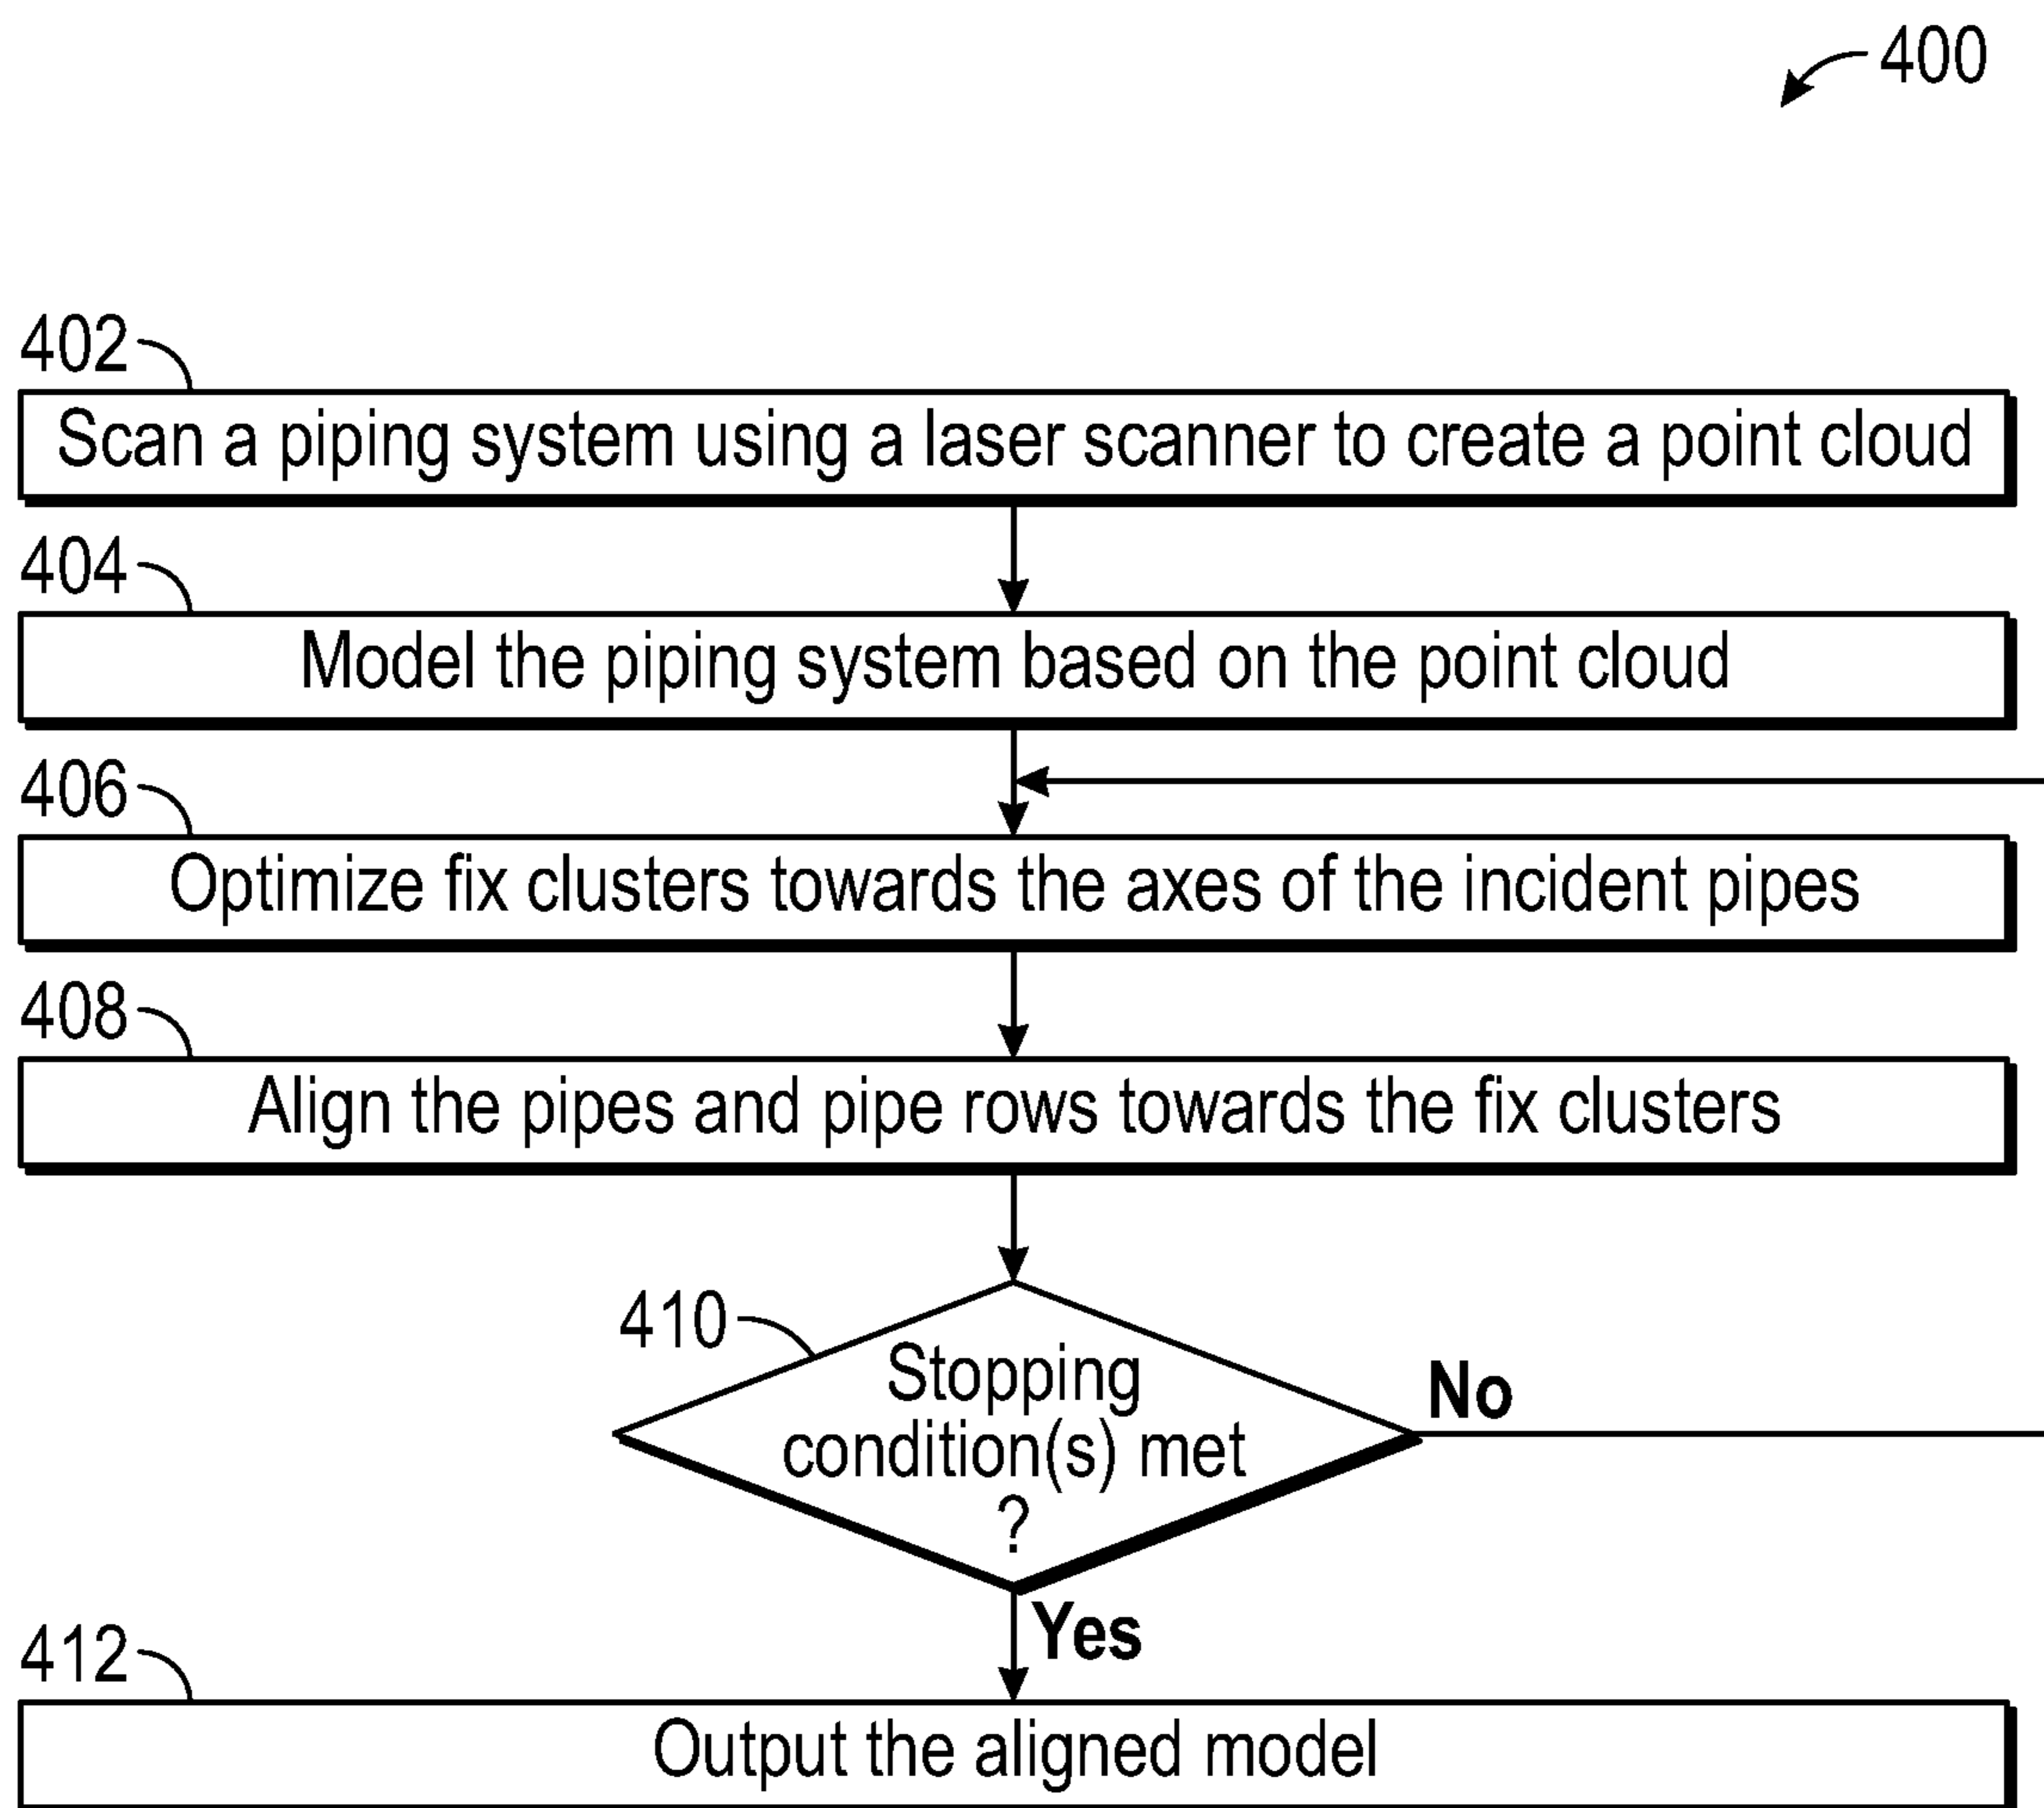 400
402
Scan a piping system using a laser scanner to create a point cloud
404
Model the piping system based on the point cloud
406
Optimize fix clusters towards the axes of the incident pipes
408
Align the pipes and pipe rows towards the fix clusters
410
Stopping
condition(s) met
?
No
Yes
412
Output the aligned model